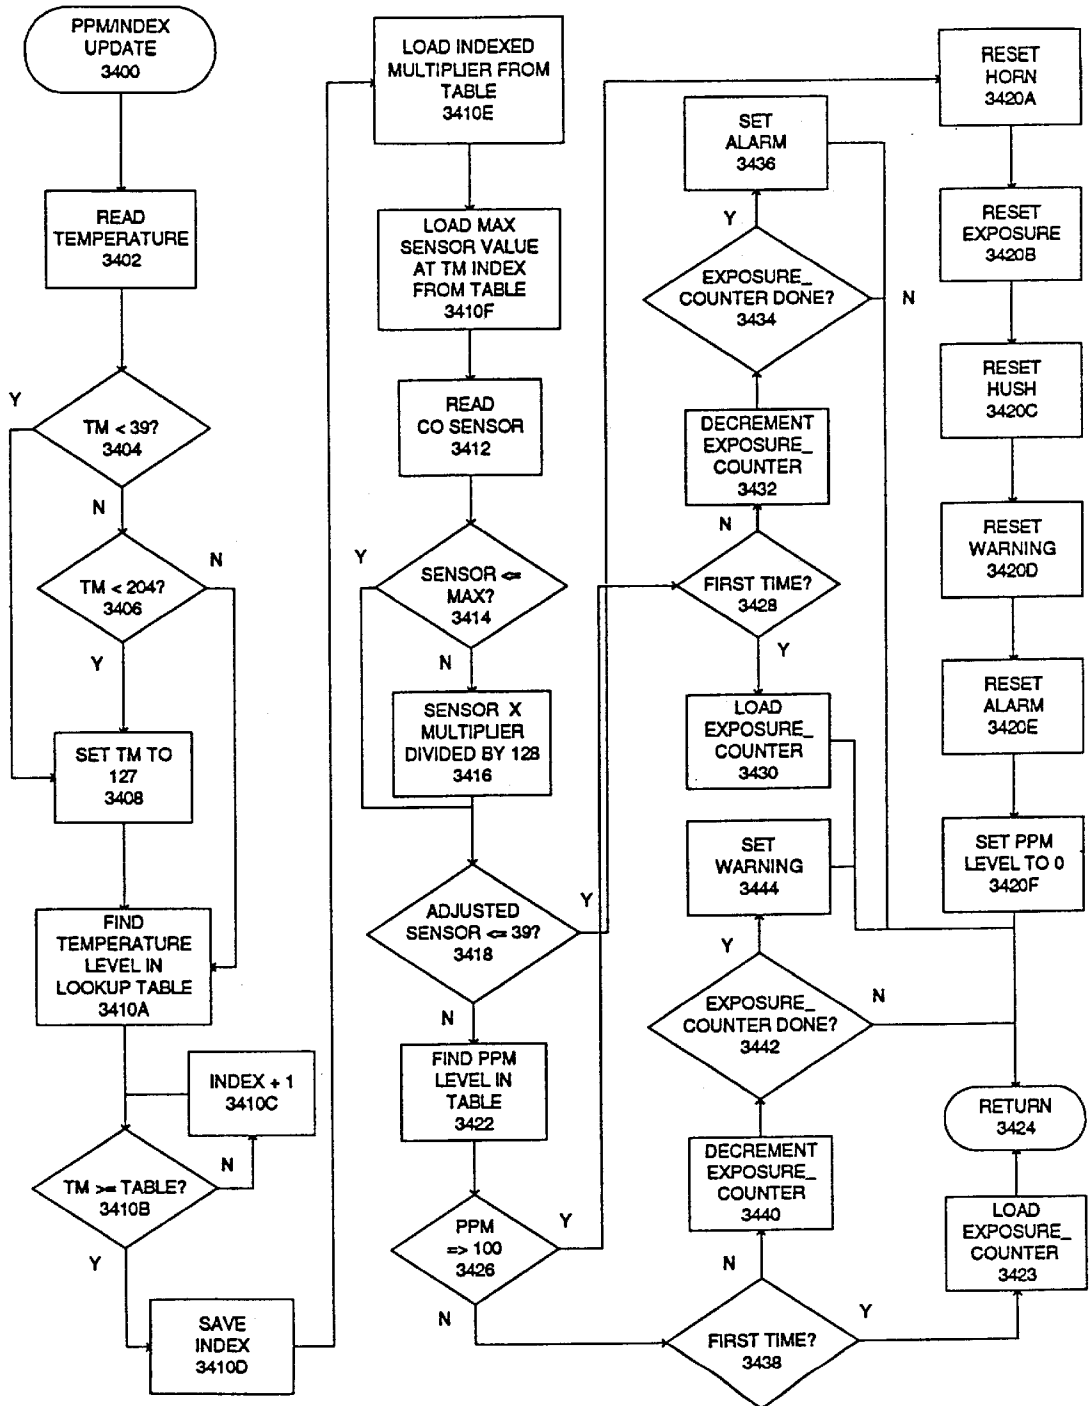 PPM/INDEX
UPDATE
3400
READ
TEMPERATURE
3402
Y
TM < 39?
3404
N
N
TM < 204?
3406
Y
SET TM TO
127
3408
FIND
TEMPERATURE
LEVEL IN
LOOKUP TABLE
3410A
INDEX + 1
3410C
N
TM >= TABLE?
3410B
Y
SAVE
INDEX
3410D
LOAD INDEXED
MULTIPLIER FROM
TABLE
3410E
LOAD MAX
SENSOR VALUE
AT TM INDEX
FROM TABLE
3410F
READ
CO SENSOR
3412
Y
SENSOR <=
MAX?
3414
N
SENSOR X
MULTIPLIER
DIVIDED BY 128
3416
ADJUSTED
SENSOR <= 39?
3418
Y
N
FIND PPM
LEVEL IN
TABLE
3422
PPM
=> 100
3426
Y
N
SET
ALARM
3436
Y
EXPOSURE_
COUNTER DONE?
3434
N
DECREMENT
EXPOSURE_
COUNTER
3432
N
FIRST TIME?
3428
Y
LOAD
EXPOSURE_
COUNTER
3430
SET
WARNING
3444
Y
EXPOSURE_
COUNTER DONE?
3442
N
DECREMENT
EXPOSURE_
COUNTER
3440
N
FIRST TIME?
3438
Y
RESET
HORN
3420A
RESET
EXPOSURE
3420B
RESET
HUSH
3420C
RESET
WARNING
3420D
RESET
ALARM
3420E
SET PPM
LEVEL TO 0
3420F
RETURN
3424
LOAD
EXPOSURE_
COUNTER
3423